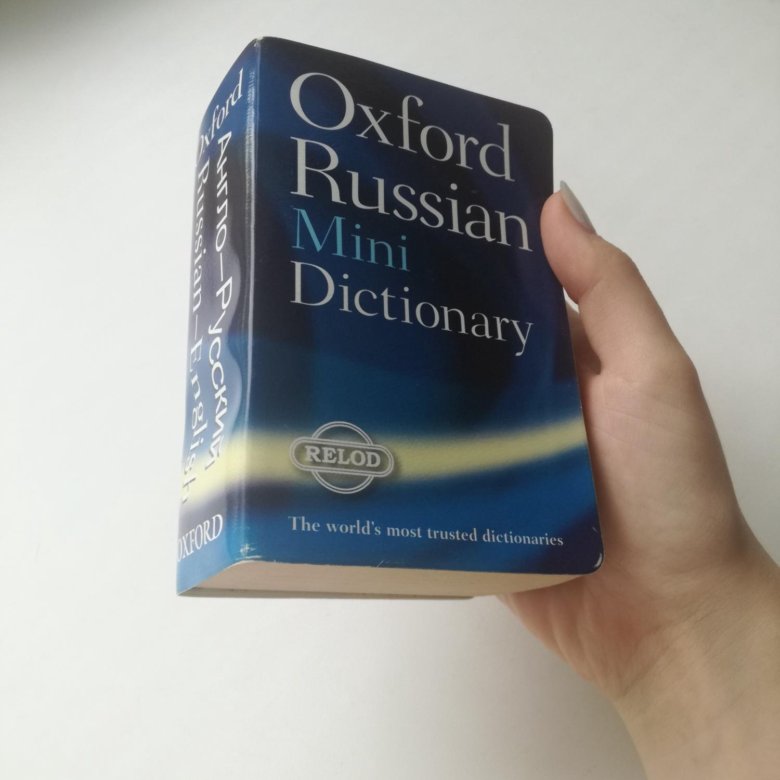 Oxford
Russian
Mini
Dictionary
RELOD
The world's most trusted dictionaries
Oxford
Англо–Русский
Russian–English
OXFORD